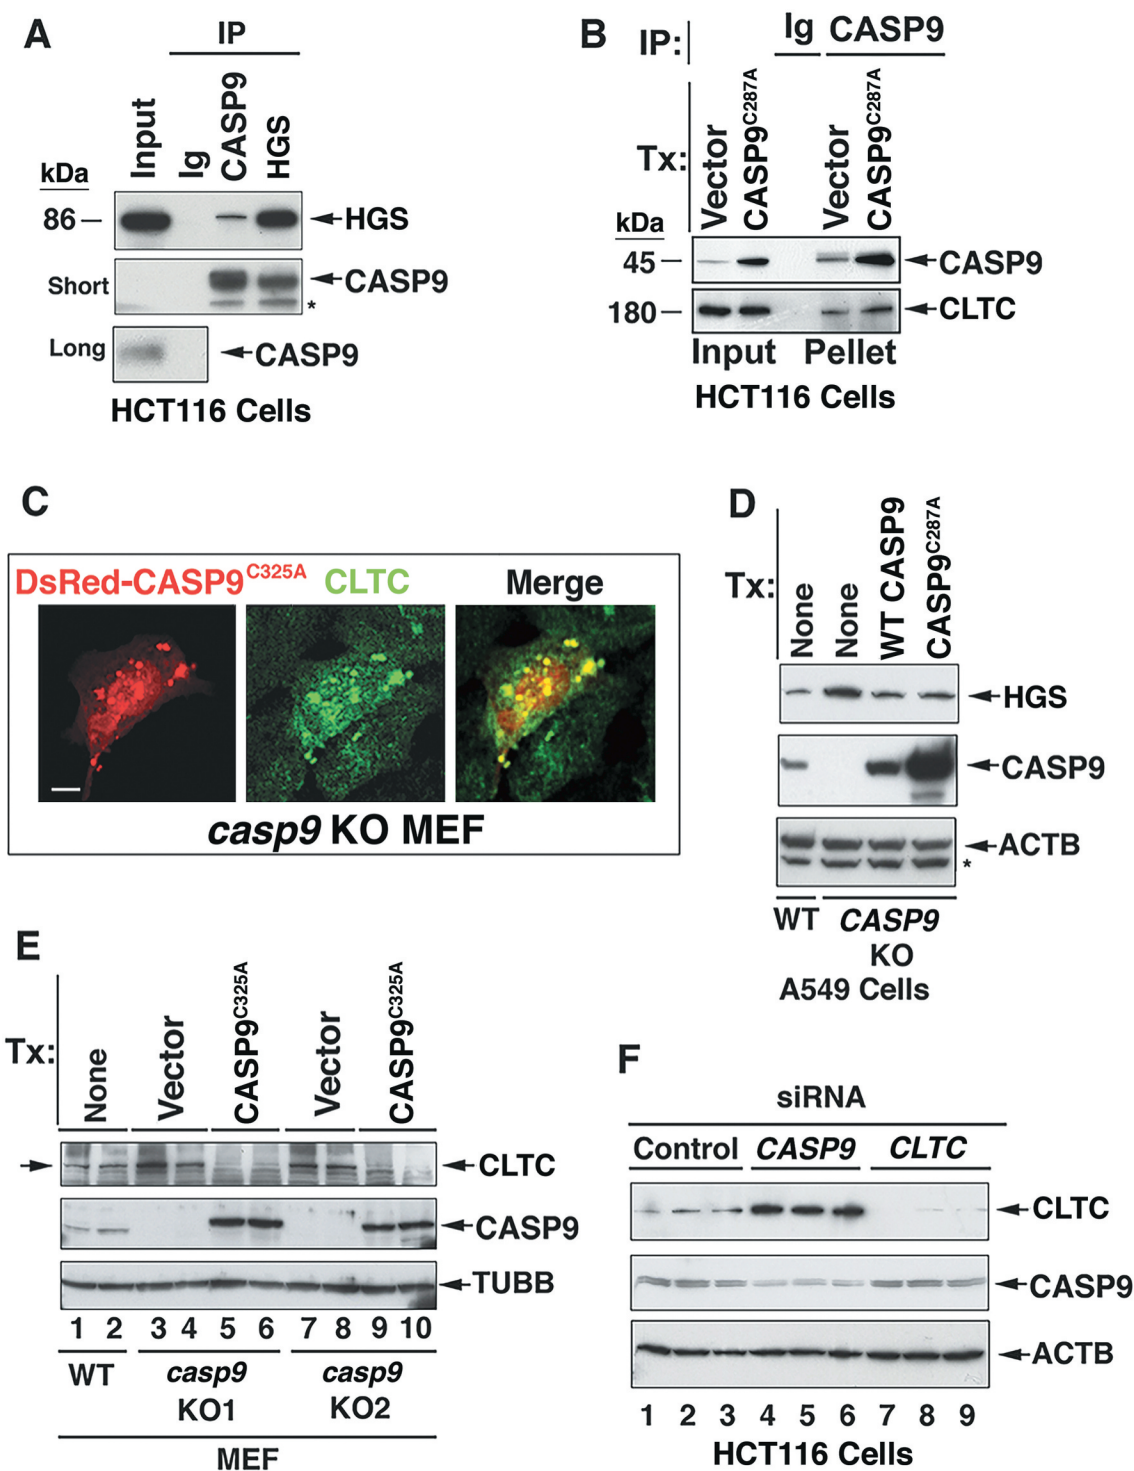 A
IP
Input
Ig
CASP9
HGS
kDa
86
HGS
Short
CASP9
*
Long
CASP9
HCT116 Cells
B
IP:
Ig
CASP9
Tx:
Vector
CASP9C287A
Vector
CASP9C287A
kDa
45
CASP9
180
CLTC
Input
Pellet
HCT116 Cells
C
DsRed-CASP9C325A
CLTC
Merge
casp9 KO MEF
D
Tx:
None
None
WT CASP9
CASP9C287A
HGS
CASP9
ACTB
*
WT
CASP9
KO
A549 Cells
E
Tx:
None
Vector
CASP9C325A
Vector
CASP9C325A
CLTC
CASP9
TUBB
1 2 3 4 5 6 7 8 9 10
WT
casp9
KO1
casp9
KO2
MEF
F
siRNA
Control
CASP9
CLTC
CLTC
CASP9
ACTB
1 2 3 4 5 6 7 8 9
HCT116 Cells